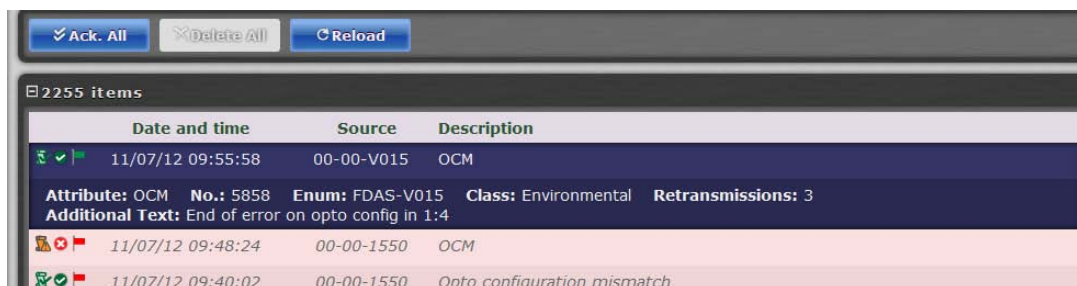 Ack. All Delete All Reload
2255 items
Date and time Source Description
11/07/12 09:55:58 00-00-V015 OCM
Attribute: OCM No.: 5858 Enum: FDAS-V015 Class: Environmental Retransmissions: 3
Additional Text: End of error on opto config in 1:4
11/07/12 09:48:24 00-00-1550 OCM
11/07/12 09:40:02 00-00-1550 Opto configuration mismatch